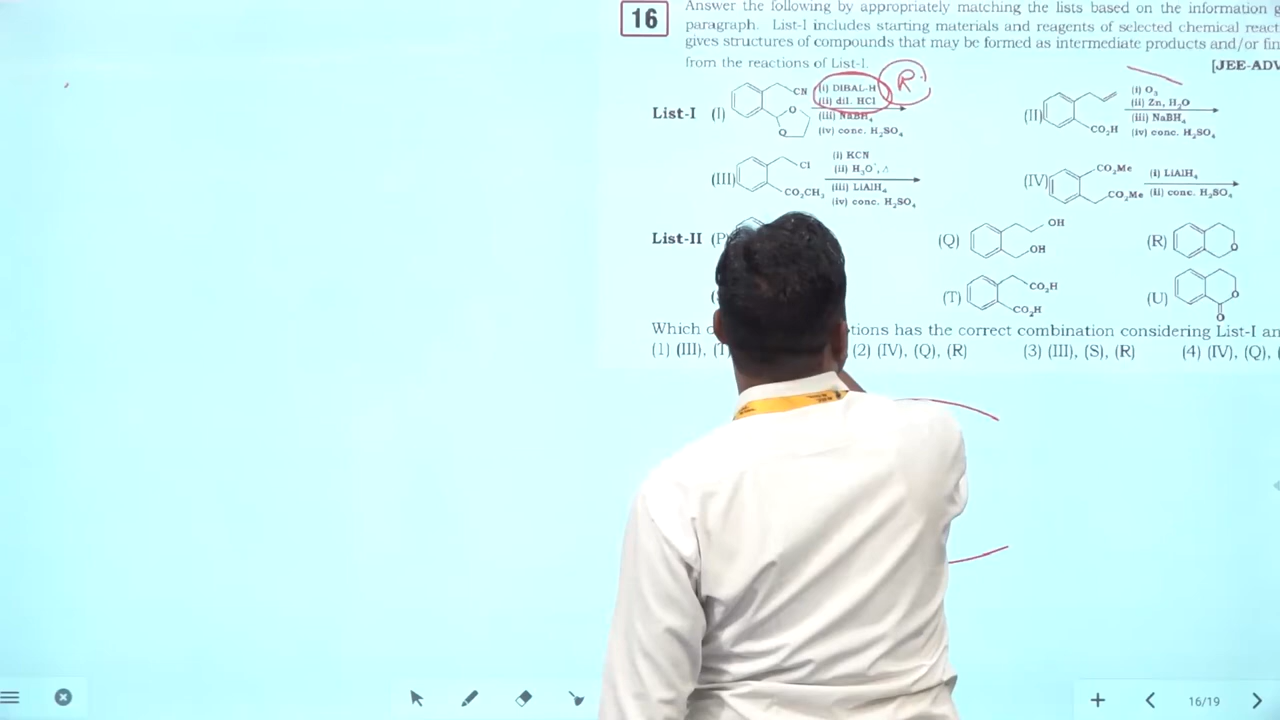 16
Answer the following by appropriately matching the lists based on the information
paragraph. List-I includes starting materials and reagents of selected chemical
gives structures of compounds that may be formed as intermediate products and/or
from the reactions of List-I.
[JEE-ADV
R
List-I (I) CN O O (i) DIBAL-H
(ii) dil. HCl
(iii) NaBH₄
(iv) conc. H₂SO₄
(II) CO₂H (i) O₃
(ii) Zn, H₂O
(iii) NaBH₄
(iv) conc. H₂SO₄
(III) Cl CO₂CH₃ (i) KCN
(ii) H₃O⁺, Δ
(iii) LiAlH₄
(iv) conc. H₂SO₄
(IV) CO₂Me CO₂Me (i) LiAlH₄
(ii) conc. H₂SO₄
List-II (P)
(Q) OH OH
(R) O
(T) CO₂H CO₂H
(U) O O
Which has the correct combination considering List-I
(1) (III), (2) (IV), (Q), (R) (3) (III), (S), (R) (4) (IV), (Q),
16/19